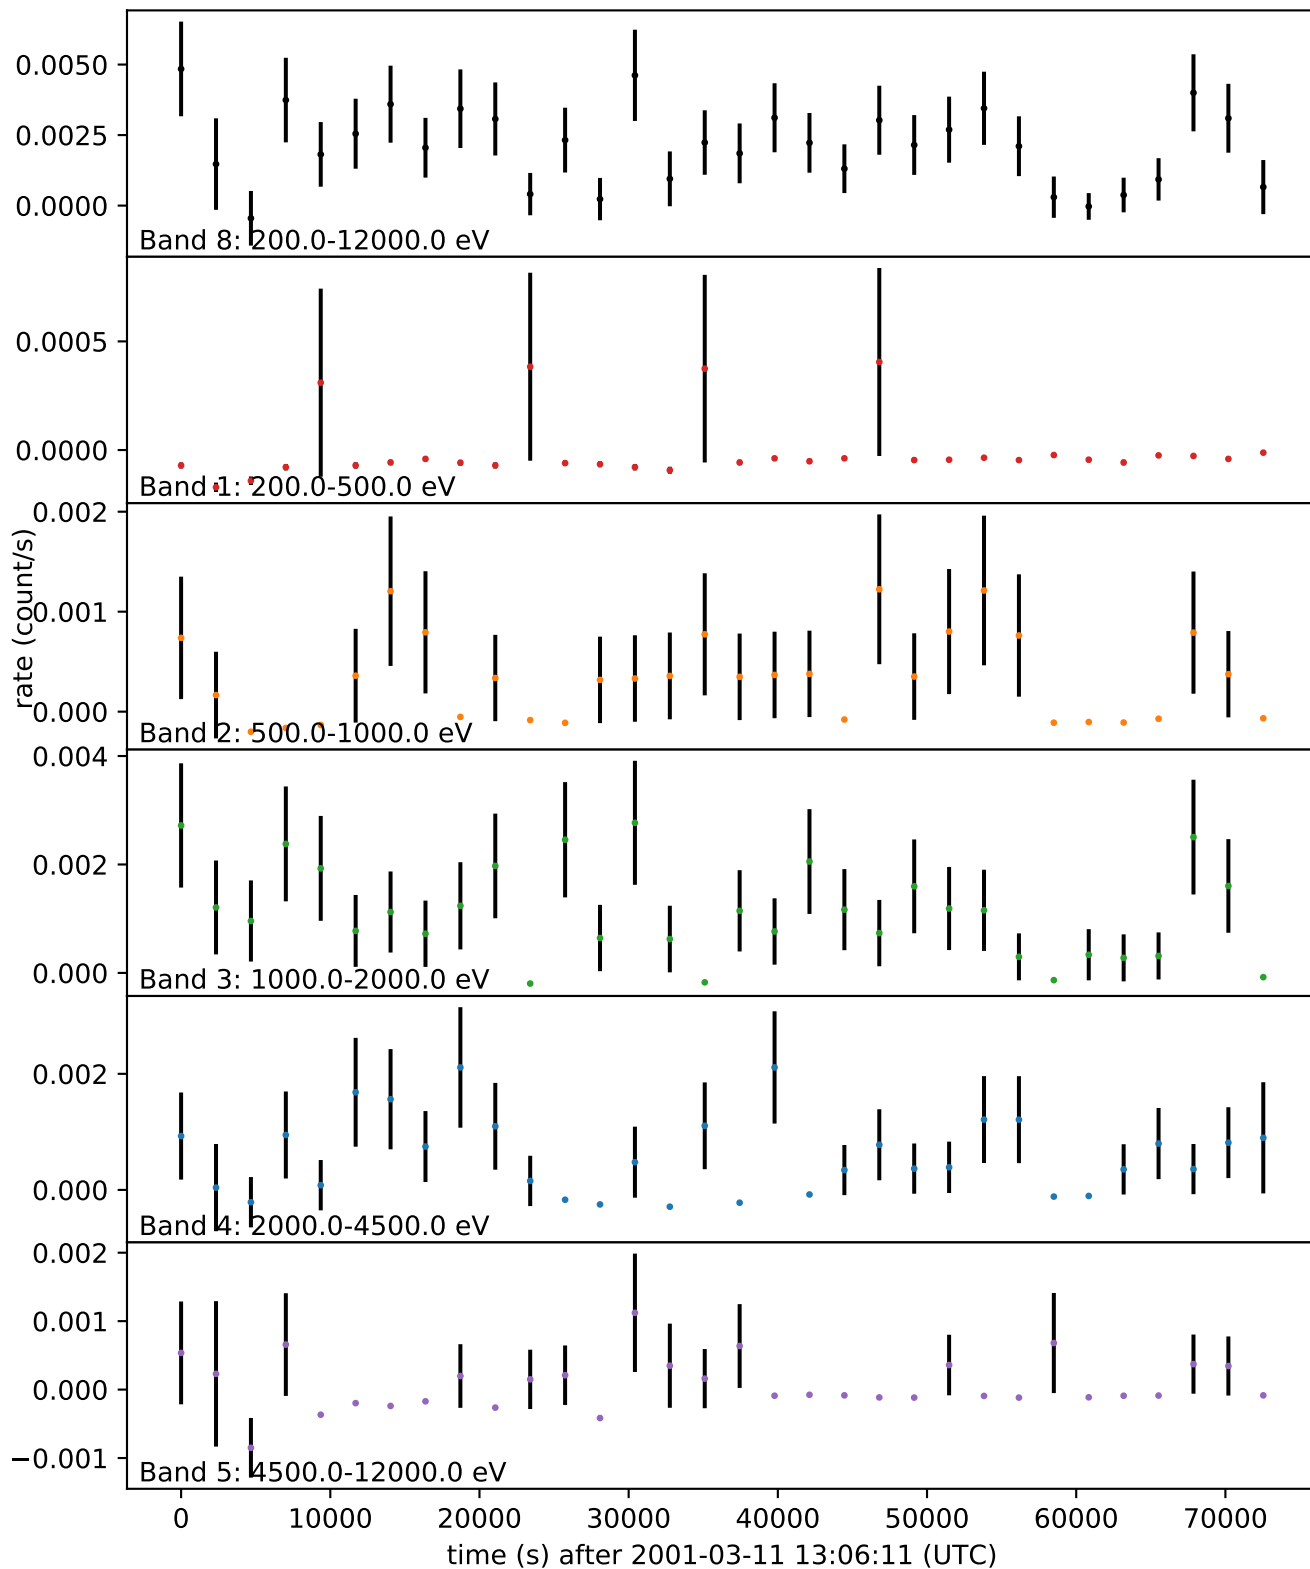 0.0050
0.0025
0.0000
Band 8: 200.0-12000.0 eV
0.0005
0.0000
Band 1: 200.0-500.0 eV
0.002
0.001
0.000
Band 2: 500.0-1000.0 eV
rate (count/s)
0.004
0.002
0.000
Band 3: 1000.0-2000.0 eV
0.002
0.000
Band 4: 2000.0-4500.0 eV
0.002
0.001
0.000
−0.001
Band 5: 4500.0-12000.0 eV
0 10000 20000 30000 40000 50000 60000 70000
time (s) after 2001-03-11 13:06:11 (UTC)